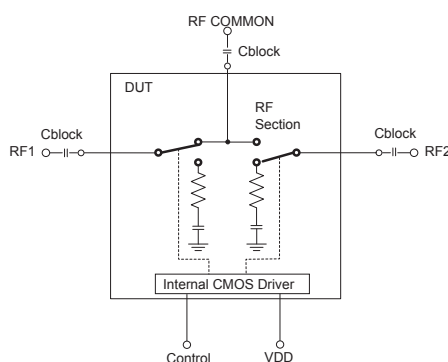 RF COMMON
Cblock
DUT
RF
Section
Cblock
Cblock
RF1
RF2
Internal CMOS Driver
Control
VDD